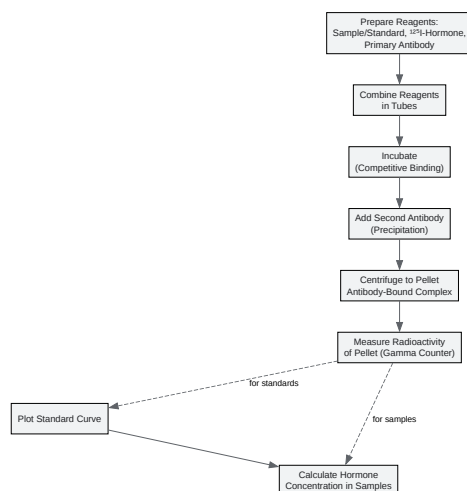 Prepare Reagents:
Sample/Standard, ¹²⁵I-Hormone,
Primary Antibody
Combine Reagents
in Tubes
Incubate
(Competitive Binding)
Add Second Antibody
(Precipitation)
Centrifuge to Pellet
Antibody-Bound Complex
Measure Radioactivity
of Pellet (Gamma Counter)
for standards
for samples
Plot Standard Curve
Calculate Hormone
Concentration in Samples